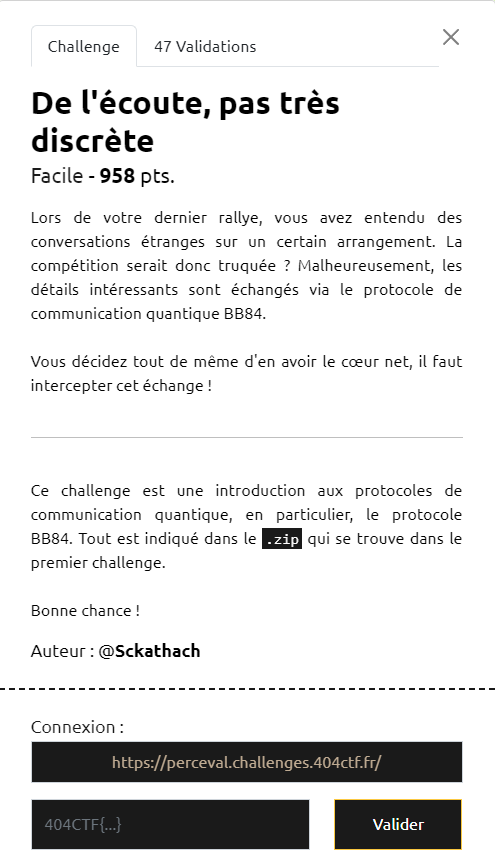 Challenge
47 Validations
De l'écoute, pas très
discrète
Facile - 958 pts.
Lors de votre dernier rallye, vous avez entendu des
conversations étranges sur un certain arrangement. La
compétition serait donc truquée ? Malheureusement, les
détails intéressants sont échangés via le protocole de
communication quantique BB84.
Vous décidez tout de même d'en avoir le cœur net, il faut
intercepter cet échange !
Ce challenge est une introduction aux protocoles de
communication quantique, en particulier, le protocole
BB84. Tout est indiqué dans le .zip qui se trouve dans le
premier challenge.
Bonne chance !
Auteur : @Sckathach
Connexion :
https://perceval.challenges.404ctf.fr/
404CTF{...}
Valider